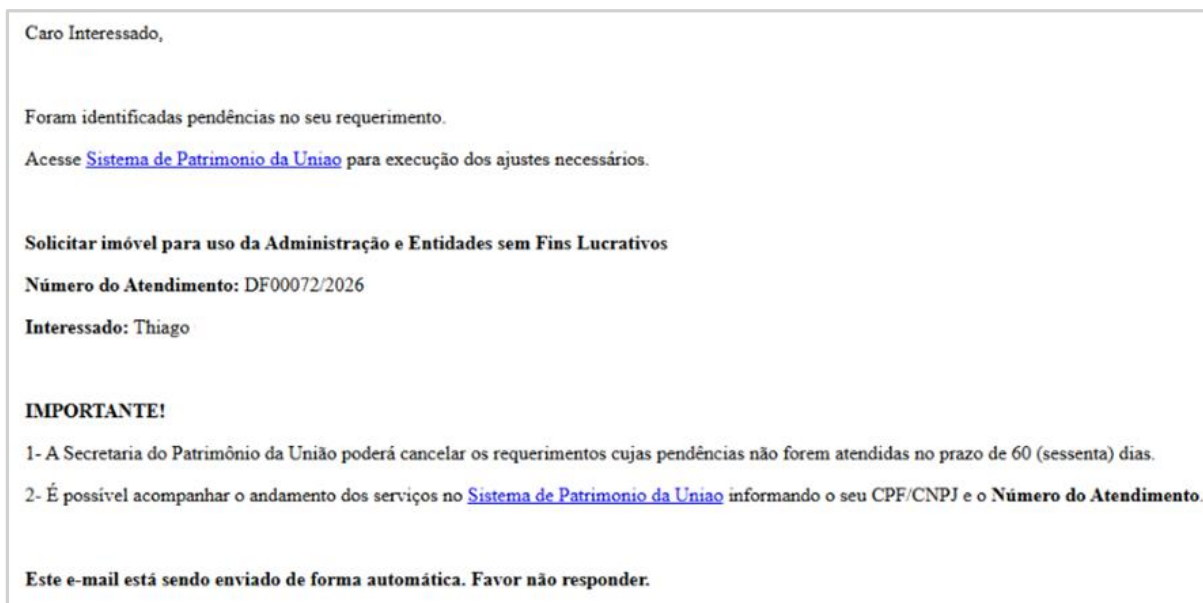 Caro Interessado,
Foram identificadas pendências no seu requerimento.
Acesse Sistema de Patrimonio da Uniao para execução dos ajustes necessários.
Solicitar imóvel para uso da Administração e Entidades sem Fins Lucrativos
Número do Atendimento: DF00072/2026
Interessado: Thiago
IMPORTANTE!
1- A Secretaria do Patrimônio da União poderá cancelar os requerimentos cujas pendências não forem atendidas no prazo de 60 (sessenta) dias.
2- É possível acompanhar o andamento dos serviços no Sistema de Patrimonio da Uniao informando o seu CPF/CNPJ e o Número do Atendimento.
Este e-mail está sendo enviado de forma automática. Favor não responder.